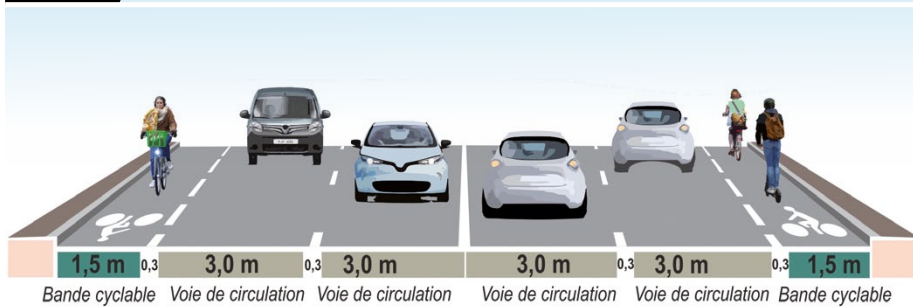 1,5 m 0,3 3,0 m 0,3 3,0 m 3,0 m 0,3 3,0 m 0,3 1,5 m
Bande cyclable Voie de circulation Voie de circulation Voie de circulation Voie de circulation Bande cyclable